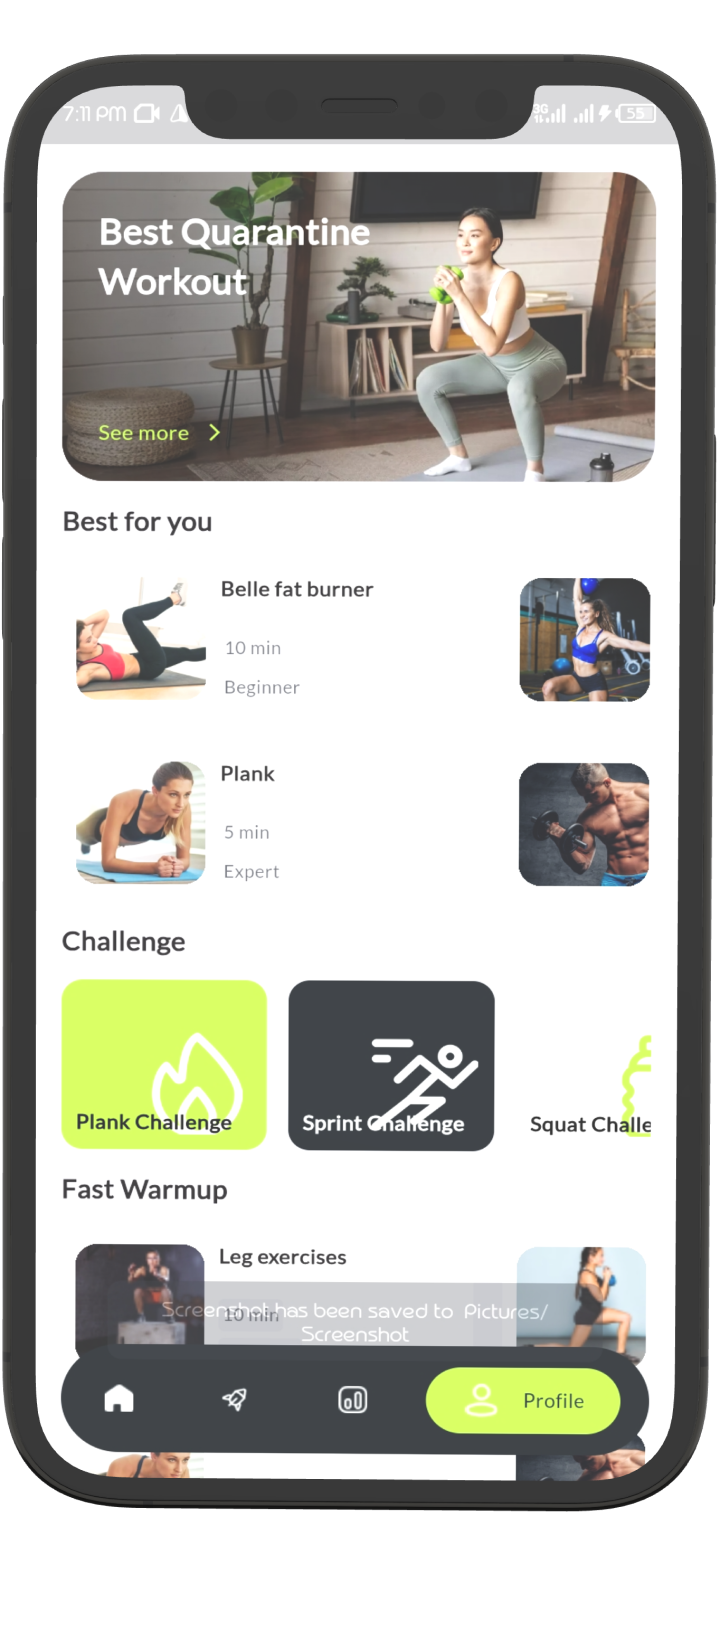 7:11 PM
3G
55
Best Quarantine
Workout
See more
Best for you
Belle fat burner
10 min
Beginner
Plank
5 min
Expert
Challenge
Plank Challenge
Sprint Challenge
Squat Challe
Fast Warmup
Leg exercises
10 min
Screenshot has been saved to Pictures/
Screenshot
Profile